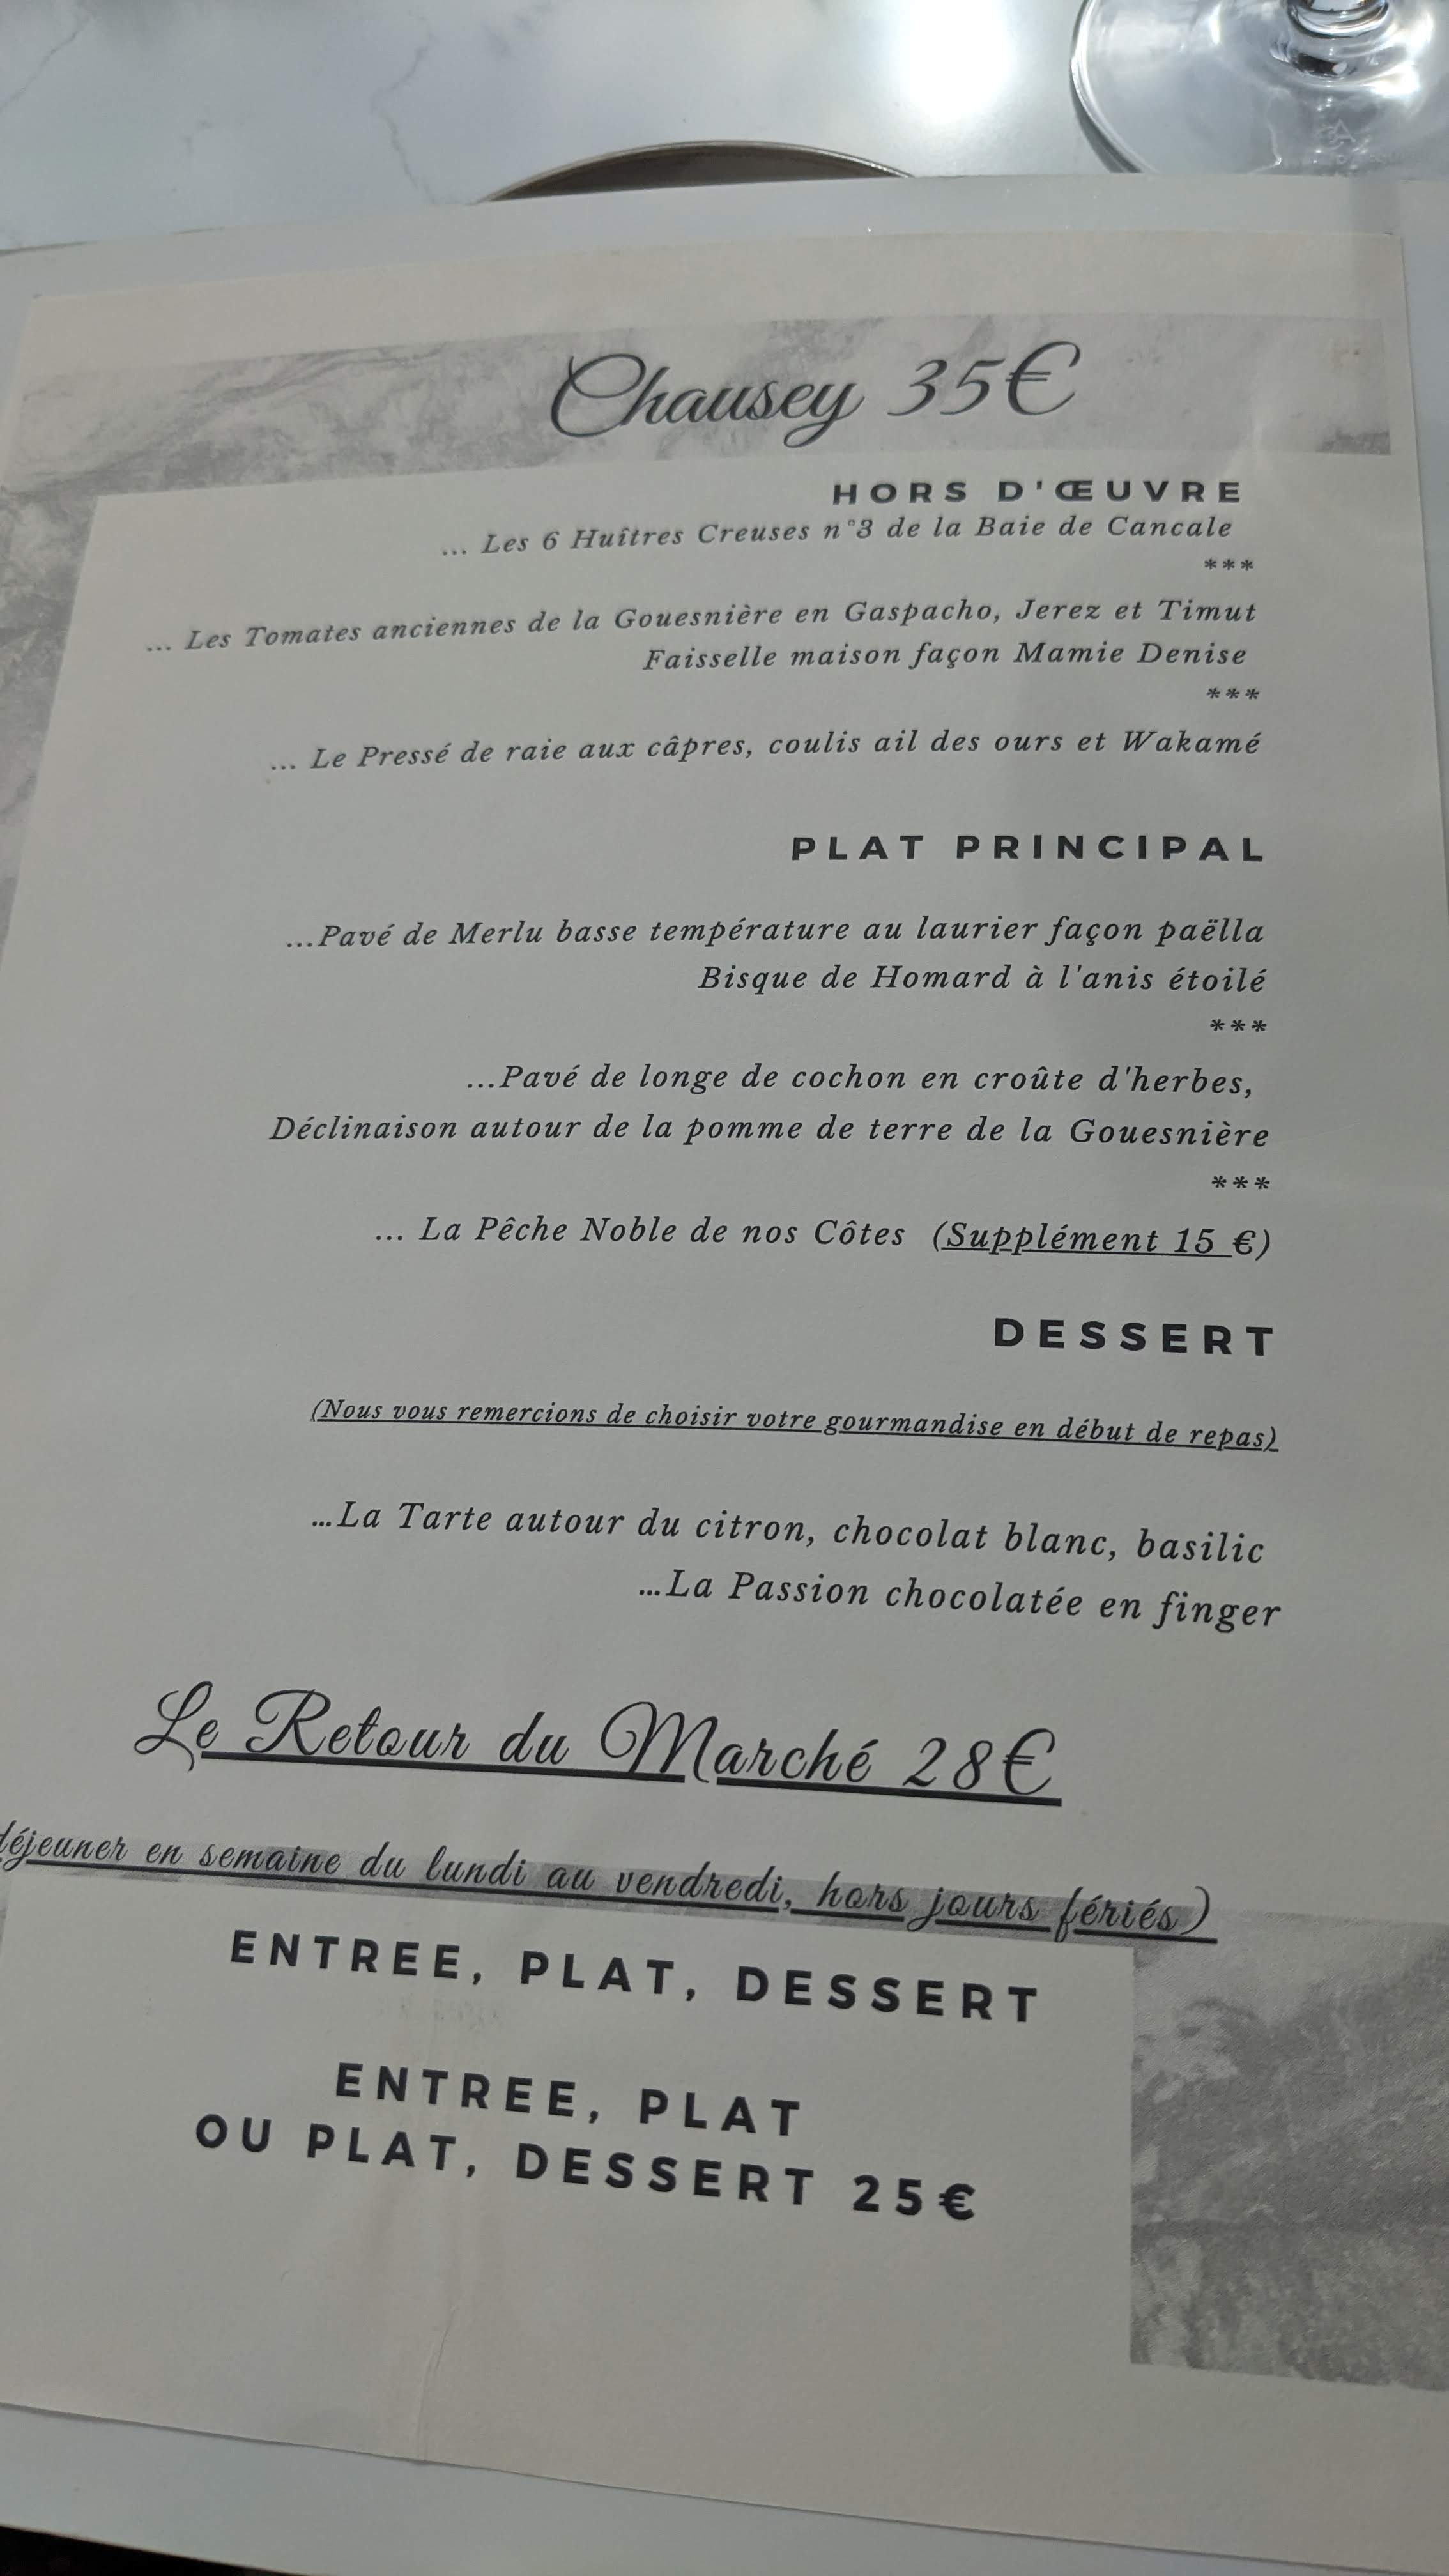 Chausey 35€
HORS D'ŒUVRE
... Les 6 Huîtres Creuses n°3 de la Baie de Cancale
***
... Les Tomates anciennes de la Gouesnière en Gaspacho, Jerez et Timut
Faisselle maison façon Mamie Denise
***
... Le Pressé de raie aux câpres, coulis ail des ours et Wakamé
PLAT PRINCIPAL
...Pavé de Merlu basse température au laurier façon paëlla
Bisque de Homard à l'anis étoilé
***
...Pavé de longe de cochon en croûte d'herbes,
Déclinaison autour de la pomme de terre de la Gouesnière
***
... La Pêche Noble de nos Côtes (Supplément 15 €)
DESSERT
(Nous vous remercions de choisir votre gourmandise en début de repas)
...La Tarte autour du citron, chocolat blanc, basilic
...La Passion chocolatée en finger
Le Retour du Marché 28€
déjeuner en semaine du lundi au vendredi, hors jours fériés)
ENTREE, PLAT, DESSERT
ENTREE, PLAT
OU PLAT, DESSERT 25€